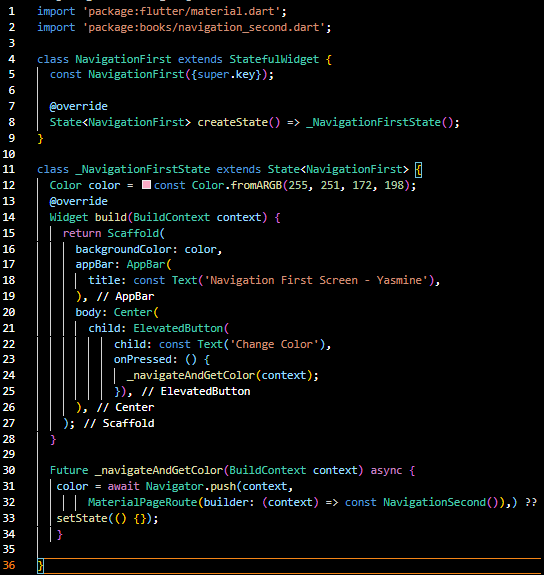 1 import 'package:flutter/material.dart';
2 import 'package:books/navigation_second.dart';
3
4 class NavigationFirst extends StatefulWidget {
5   const NavigationFirst({super.key});
6
7   @override
8   State<NavigationFirst> createState() => _NavigationFirstState();
9 }
10
11 class _NavigationFirstState extends State<NavigationFirst> {
12   Color color = const Color.fromARGB(255, 251, 172, 198);
13   @override
14   Widget build(BuildContext context) {
15     return Scaffold(
16       backgroundColor: color,
17       appBar: AppBar(
18         title: const Text('Navigation First Screen - Yasmine'),
19       ), // AppBar
20       body: Center(
21         child: ElevatedButton(
22             child: const Text('Change Color'),
23             onPressed: () {
24               _navigateAndGetColor(context);
25             }), // ElevatedButton
26       ), // Center
27     ); // Scaffold
28   }
29
30   Future _navigateAndGetColor(BuildContext context) async {
31    color = await Navigator.push(context,
32         MaterialPageRoute(builder: (context) => const NavigationSecond()),) ??
33    setState(() {});
34    }
35
36 }